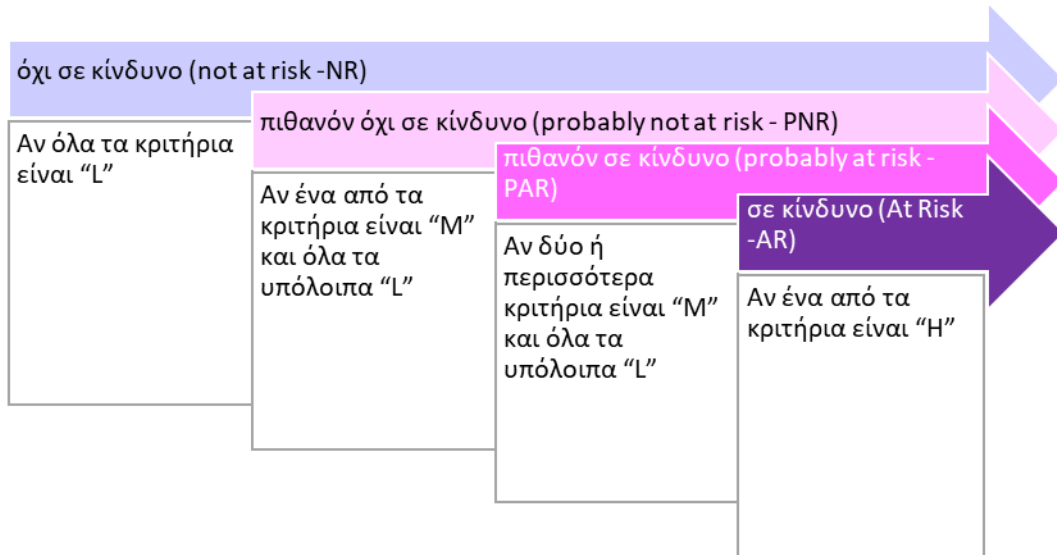 όχι σε κίνδυνο (not at risk -NR)
Αν όλα τα κριτήρια
είναι “L”
πιθανόν όχι σε κίνδυνο (probably not at risk - PNR)
Αν ένα από τα
κριτήρια είναι “M”
και όλα τα
υπόλοιπα “L”
πιθανόν σε κίνδυνο (probably at risk -
PAR)
Αν δύο ή
περισσότερα
κριτήρια είναι “M”
και όλα τα
υπόλοιπα “L”
σε κίνδυνο (At Risk
-AR)
Αν ένα από τα
κριτήρια είναι “H”